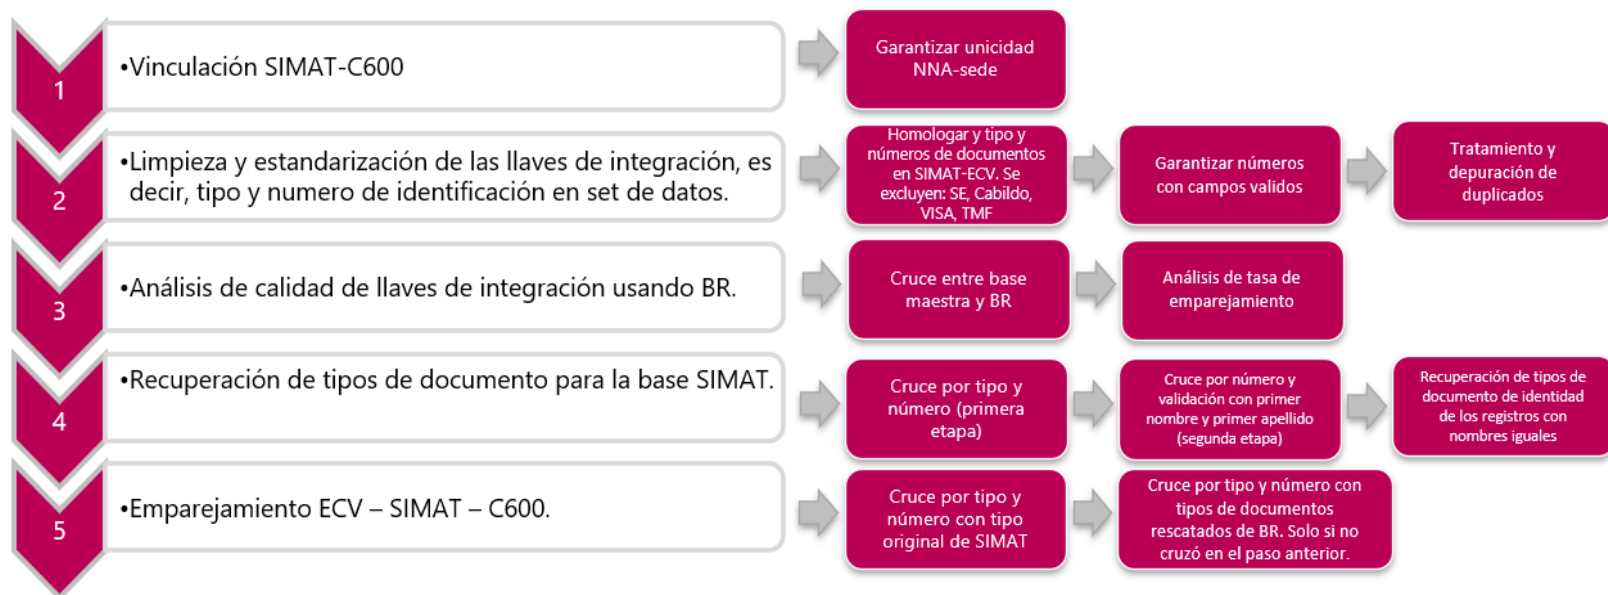 1
•Vinculación SIMAT-C600
Garantizar unicidad
NNA-sede
2
•Limpieza y estandarización de las llaves de integración, es
decir, tipo y numero de identificación en set de datos.
Homologar y tipo y
números de documentos
en SIMAT-ECV. Se
excluyen: SE, Cabildo,
VISA, TMF
Garantizar números
con campos validos
Tratamiento y
depuración de
duplicados
3
•Análisis de calidad de llaves de integración usando BR.
Cruce entre base
maestra y BR
Análisis de tasa de
emparejamiento
4
•Recuperación de tipos de documento para la base SIMAT.
Cruce por tipo y
número (primera
etapa)
Cruce por número y
validación con primer
nombre y primer apellido
(segunda etapa)
Recuperación de tipos de
documento de identidad
de los registros con
nombres iguales
5
•Emparejamiento ECV – SIMAT – C600.
Cruce por tipo y
número con tipo
original de SIMAT
Cruce por tipo y número con
tipos de documentos
rescatados de BR. Solo si no
cruzó en el paso anterior.